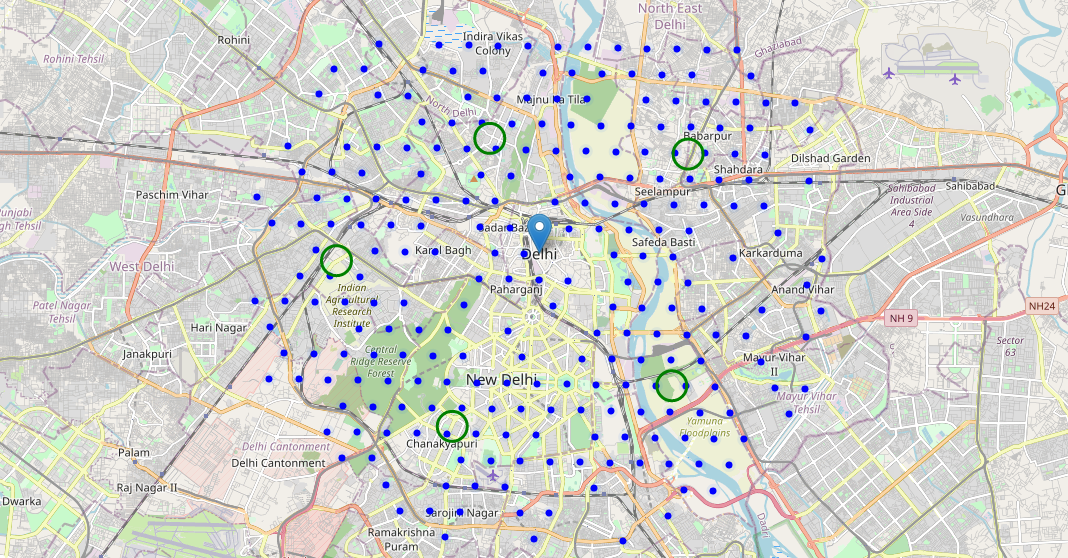 North East
Delhi
Indira Vikas
Colony
Rohini
Ghaziabad
Rohini Tehsil
North Delhi
Majnu ka Tila
Babarpur
Dilshad Garden
Shahdara
Seelampur
Sahibabad
Paschim Vihar
Sahibabad
Industrial
Area Site
4
Vasundhara
Sadar Baz
Safeda Basti
Karol Bagh
Delhi
Karkarduma
West Delhi
Paharganj
Anand Vihar
Indian
Agricultural
Research
Institute
Patel Nagar
Tehsil
NH24
NH 9
Hari Nagar
Sector
63
Janakpuri
Central
Ridge Reserve
Forest
Mayur Vihar
II
New Delhi
Mayur Vihar
Tehsil
Yamuna
Floodplains
Chanakyapuri
Delhi Cantonment
Palam
Delhi Cantonment
Raj Nagar II
Dwarka
Sarojini Nagar
Dadri
Ramakrishna
Puram